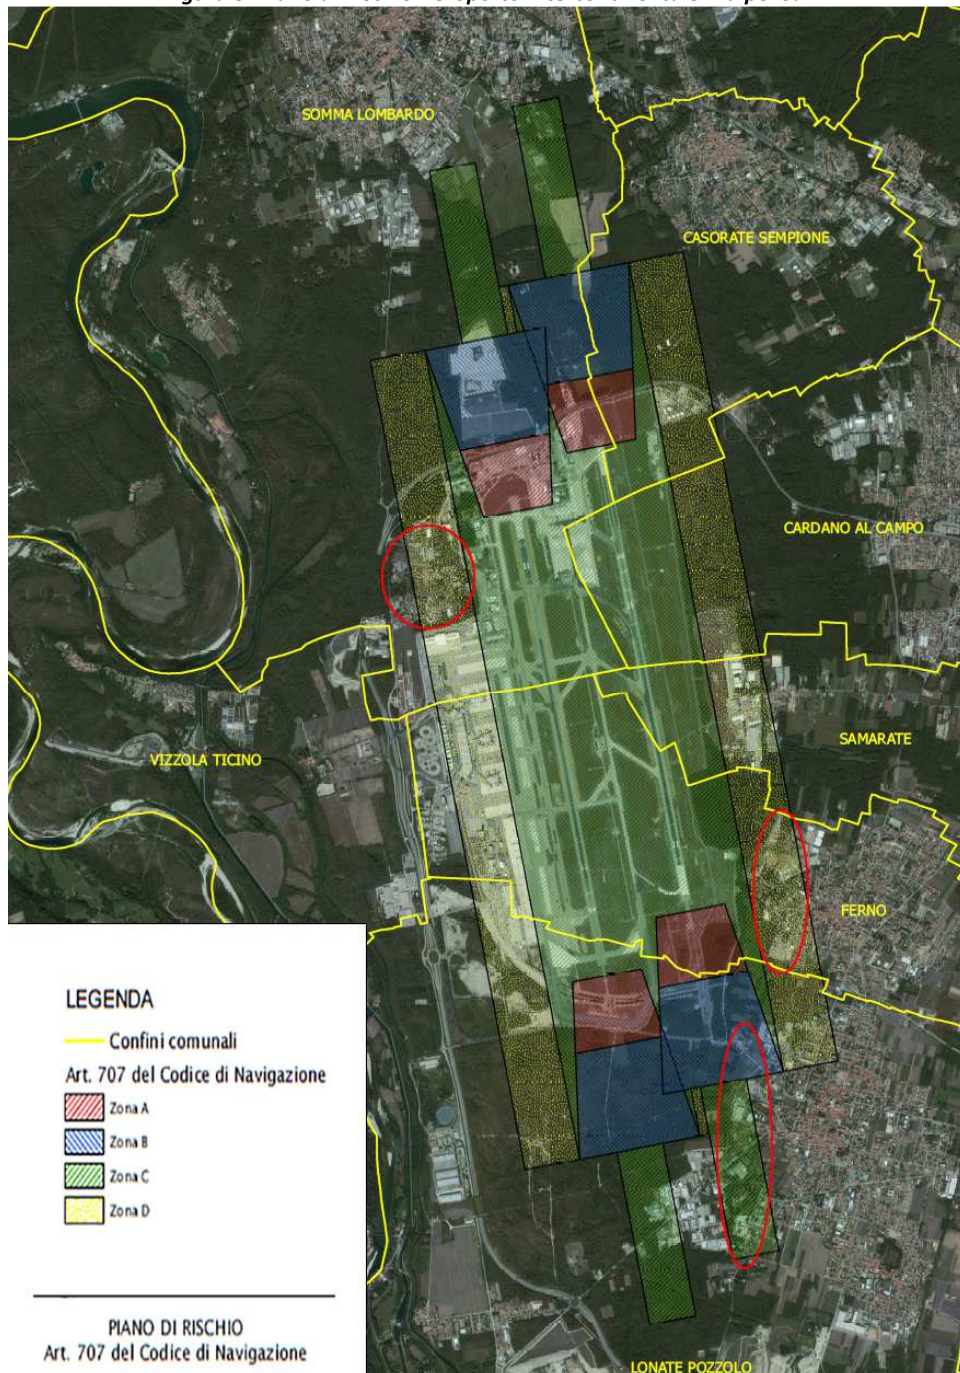 SOMMA LOMBARDO
CASORATE SEMPIONE
CARDANO AL CAMPO
SAMARATE
VIZZOLA TICINO
FERNO
LEGENDA
Confini comunali
Art. 707 del Codice di Navigazione
Zona A
Zona B
Zona C
Zona D
PIANO DI RISCHIO
Art. 707 del Codice di Navigazione
LONATE POZZOLO